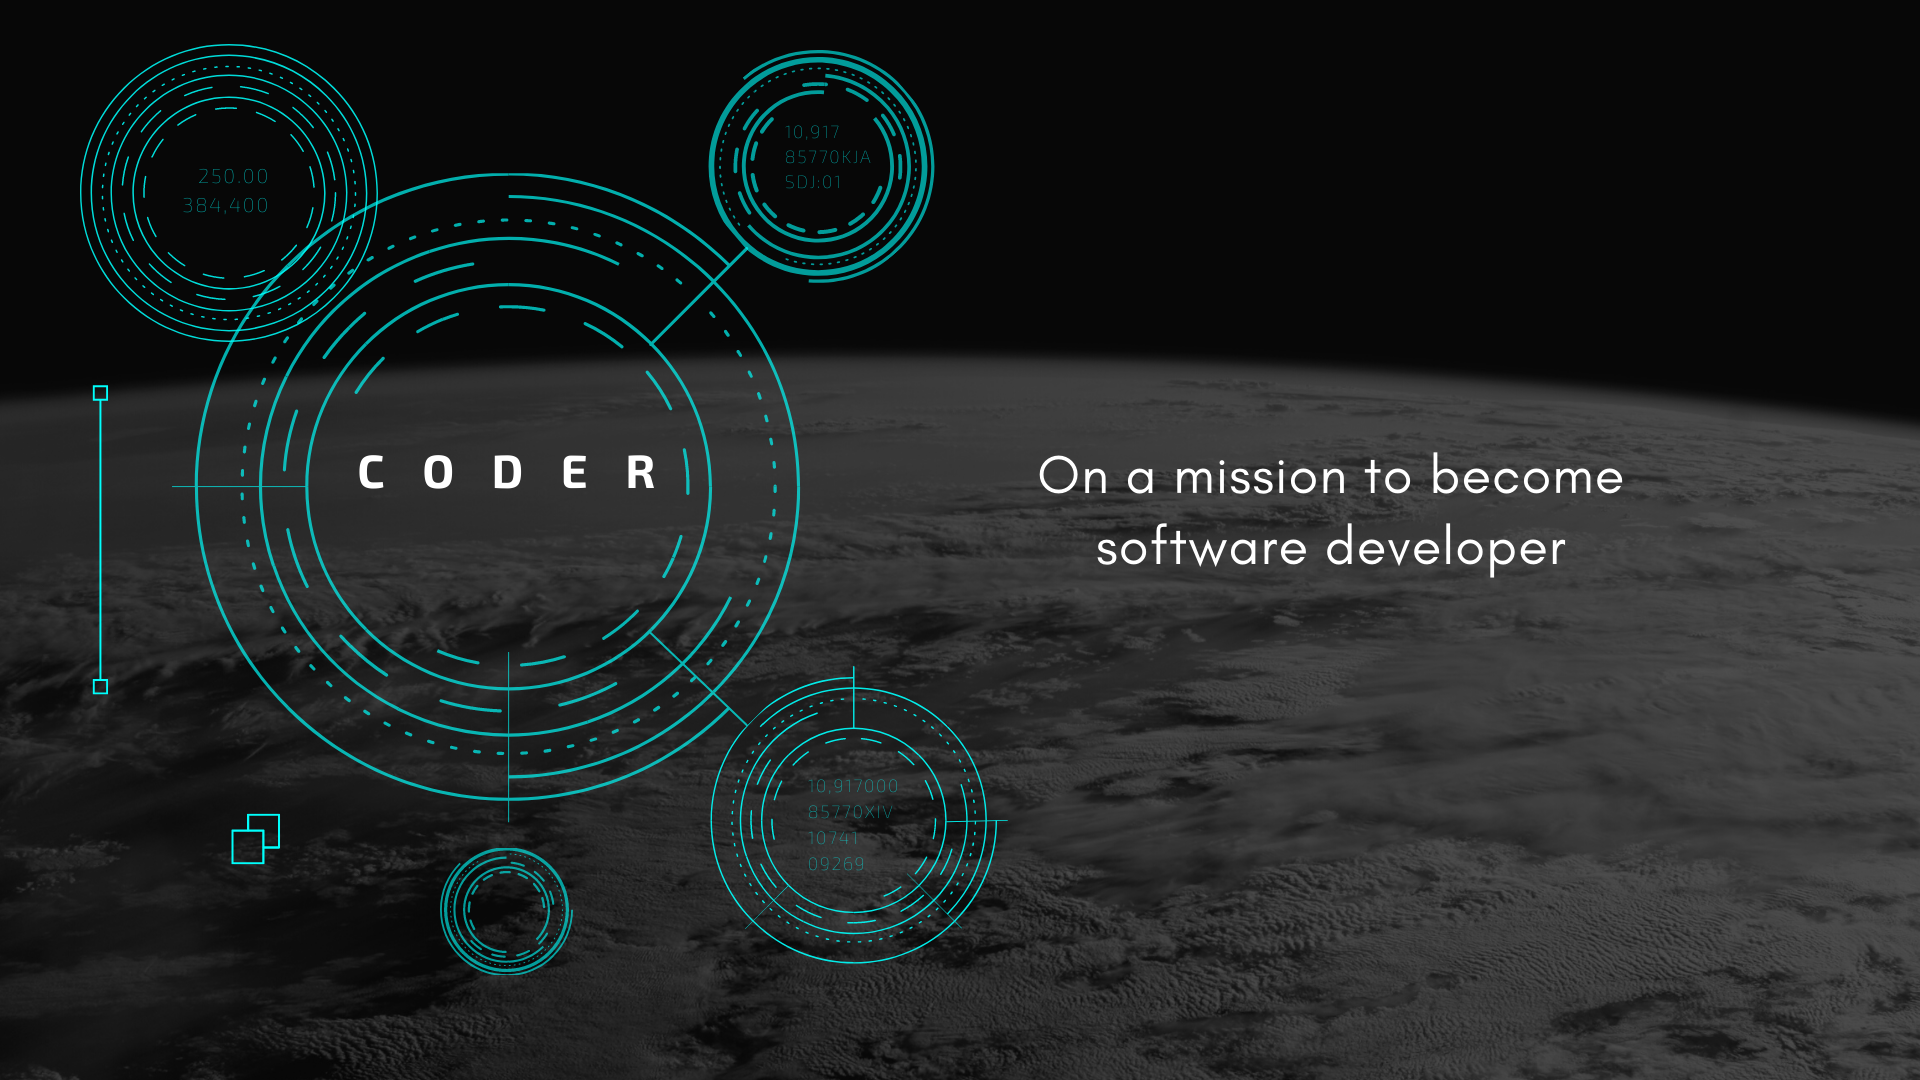 250.00
384,400
10,917
85770KJA
SDJ:01
C O D E R
On a mission to become
software developer
10,917000
85770XIV
10741
09269